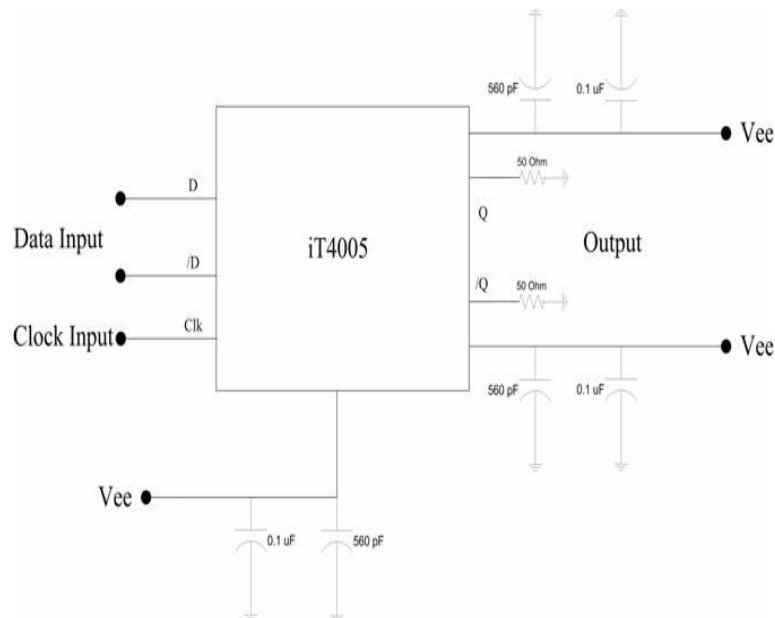 560 pF
0.1 uF
Vee
50 Ohm
D
Q
Data Input
iT4005
Output
/D
/Q
50 Ohm
Clock Input
Clk
Vee
560 pF
0.1 uF
Vee
0.1 uF
560 pF